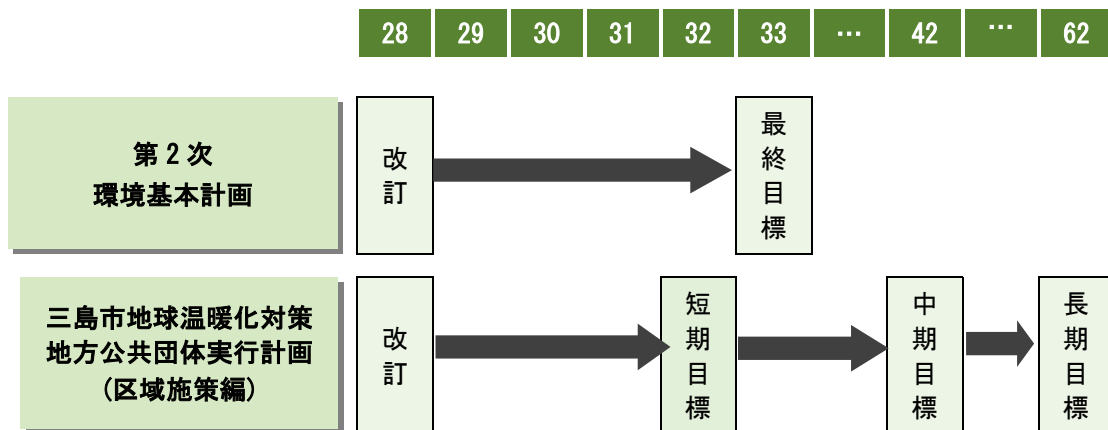 28 29 30 31 32 33 … 42 … 62
第2次
環境基本計画
改訂
最終目標
三島市地球温暖化対策
地方公共団体実行計画
(区域施策編)
改訂
短期目標
中期目標
長期目標